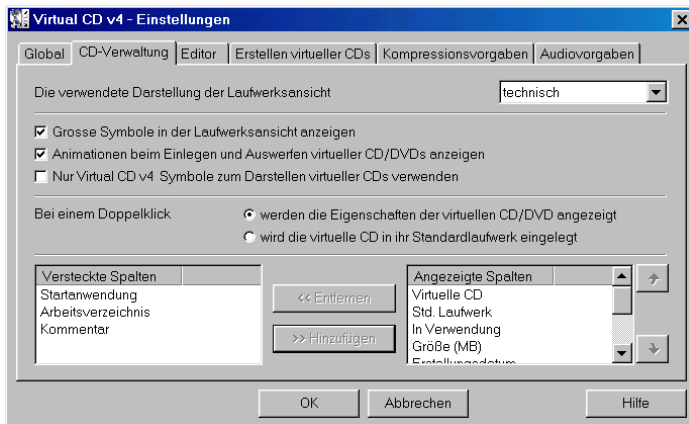 Virtual CD v4 - Einstellungen
Global CD-Verwaltung Editor Erstellen virtueller CDs Kompressionsvorgaben Audiovorgaben
Die verwendete Darstellung der Laufwerksansicht technisch
Grosse Symbole in der Laufwerksansicht anzeigen
Animationen beim Einlegen und Auswerfen virtueller CD/DVDs anzeigen
Nur Virtual CD v4 Symbole zum Darstellen virtueller CDs verwenden
Bei einem Doppelklick werden die Eigenschaften der virtuellen CD/DVD angezeigt
wird die virtuelle CD in ihr Standardlaufwerk eingelegt
Versteckte Spalten
Startanwendung
Arbeitsverzeichnis
Kommentar
<< Entfernen
>> Hinzufügen
Angezeigte Spalten
Virtuelle CD
Std. Laufwerk
In Verwendung
Größe (MB)
Erstellungsdatum
OK Abbrechen Hilfe